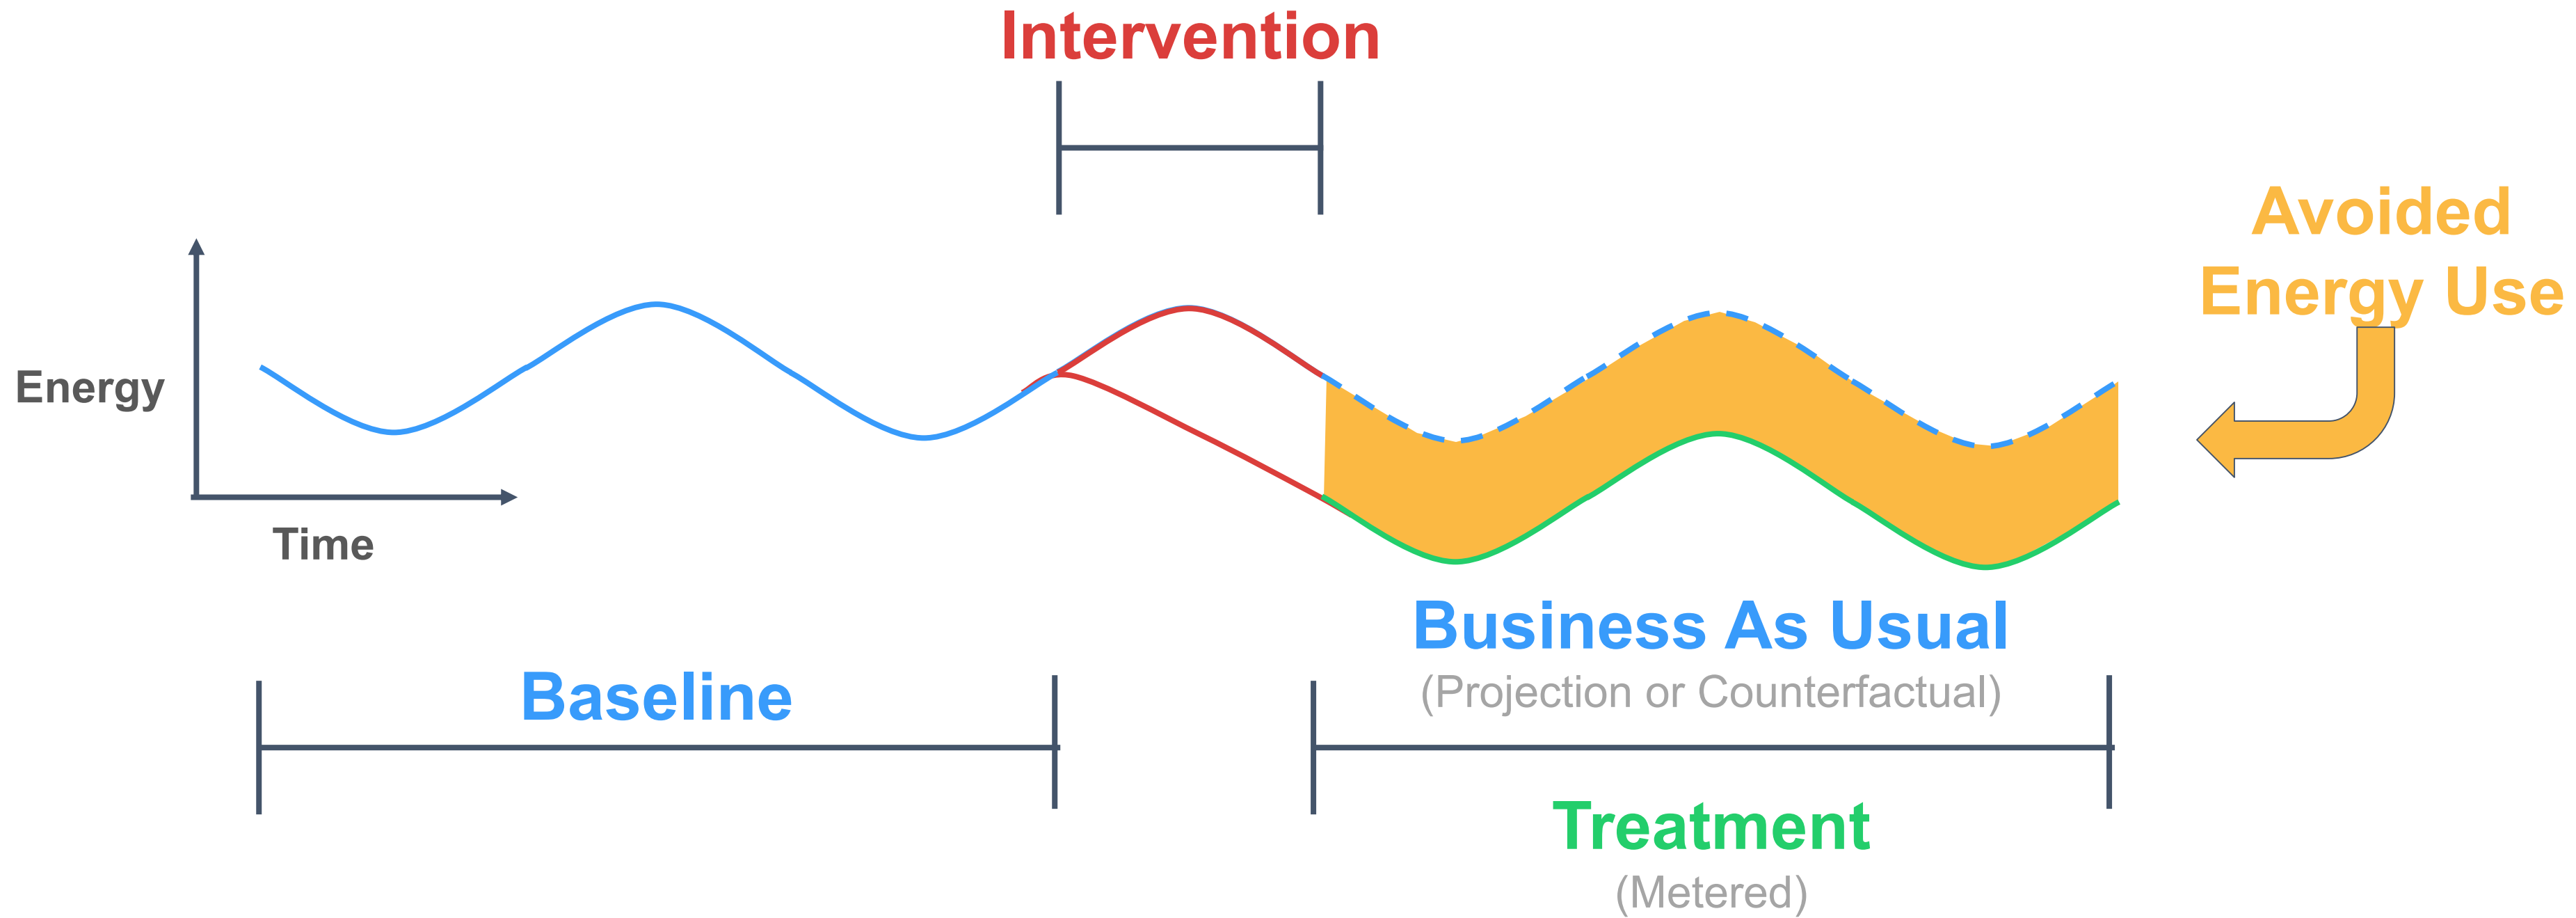 Intervention
Avoided
Energy Use
Energy
Time
Business As Usual
(Projection or Counterfactual)
Baseline
Treatment
(Metered)